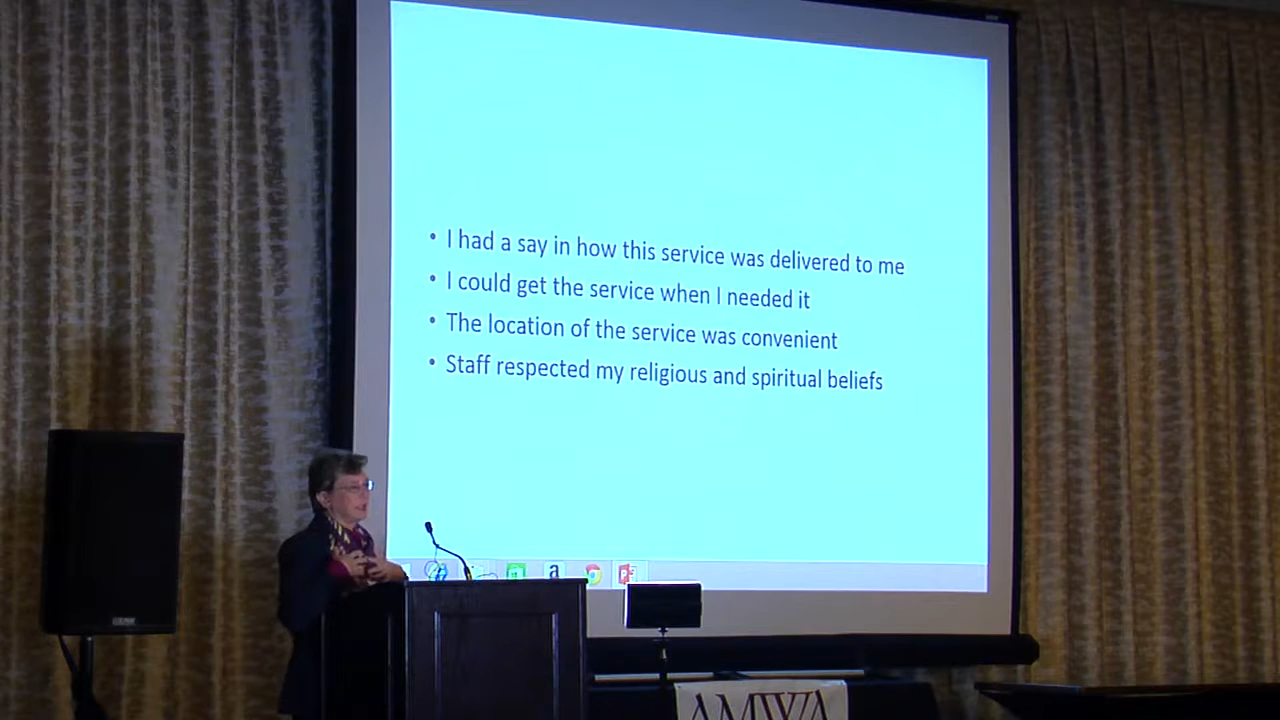 • I had a say in how this service was delivered to me
• I could get the service when I needed it
• The location of the service was convenient
• Staff respected my religious and spiritual beliefs
AMWA